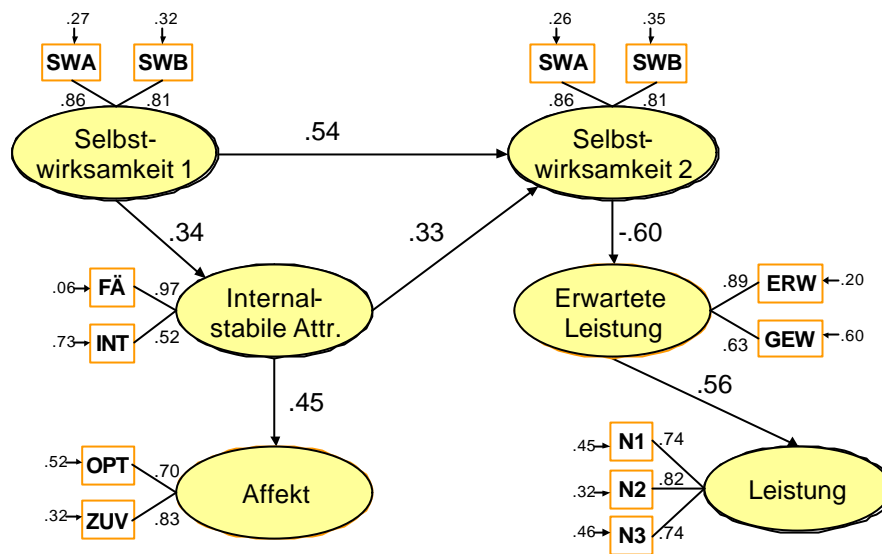 .27 .32 .26 .35
SWA SWB SWA SWB
.86 .81 .86 .81
Selbst-
wirksamkeit 1
.54
Selbst-
wirksamkeit 2
.34 .33 -.60
.06 FÄ .97
INT .52
.73
Internal-
stabile Attr.
Erwartete
Leistung
.89 ERW .20
.63 GEW .60
.45 .56
.52 OPT .70
.32 ZUV .83
Affekt
.45 N1 .74
.32 N2 .82
.46 N3 .74
Leistung